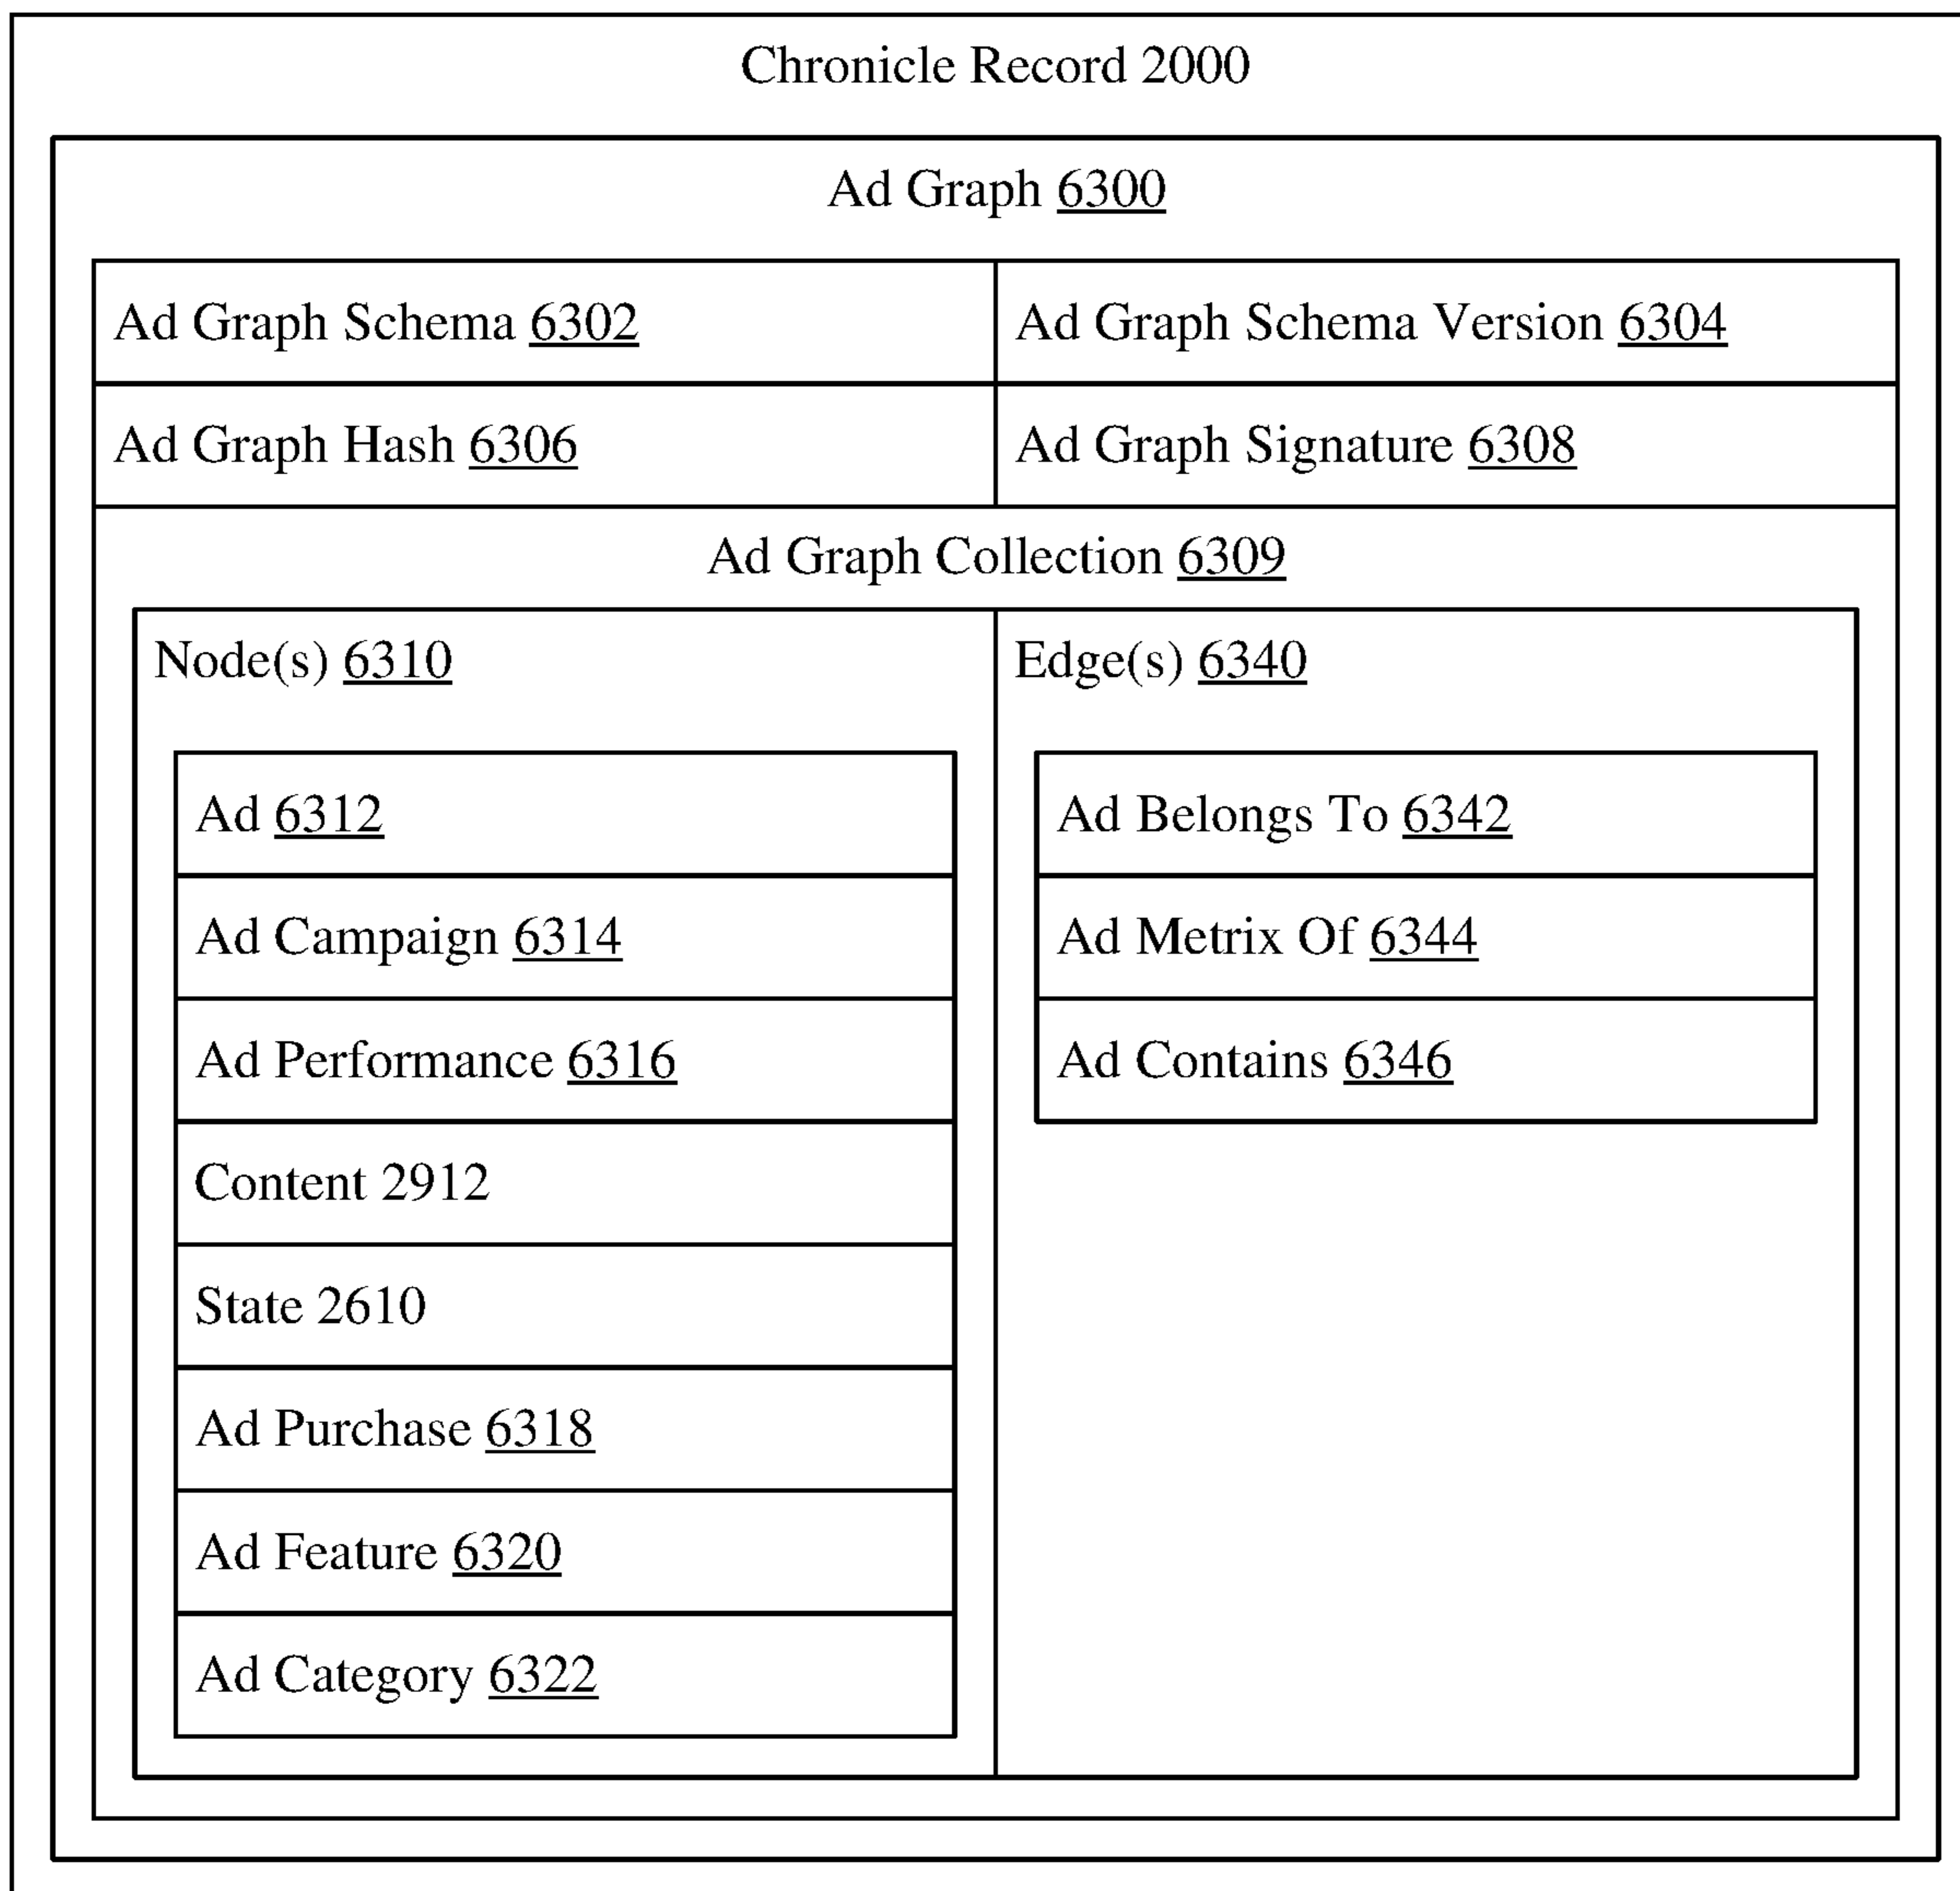 Chronicle Record 2000
Ad Graph 6300
Ad Graph Schema 6302
Ad Graph Schema Version 6304
Ad Graph Hash 6306
Ad Graph Signature 6308
Ad Graph Collection 6309
Node(s) 6310
Ad 6312
Ad Campaign 6314
Ad Performance 6316
Content 2912
State 2610
Ad Purchase 6318
Ad Feature 6320
Ad Category 6322
Edge(s) 6340
Ad Belongs To 6342
Ad Metrix Of 6344
Ad Contains 6346